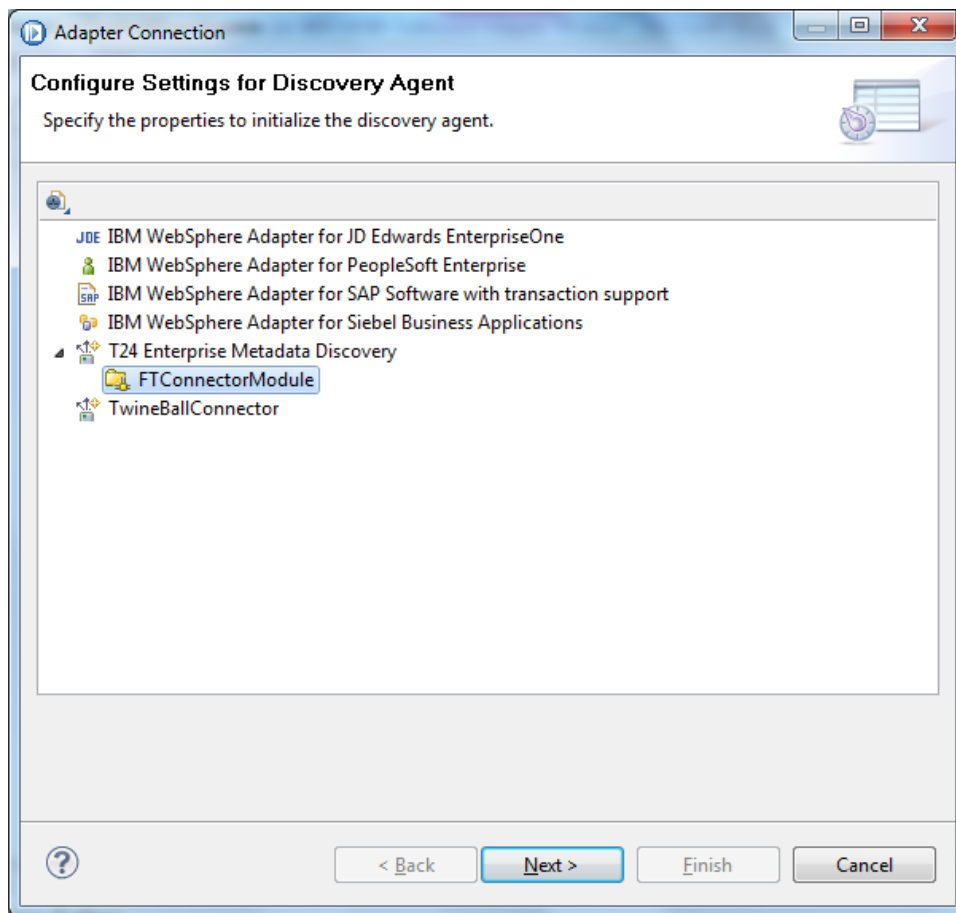 Adapter Connection
Configure Settings for Discovery Agent
Specify the properties to initialize the discovery agent.
JDE IBM WebSphere Adapter for JD Edwards EnterpriseOne
IBM WebSphere Adapter for PeopleSoft Enterprise
SAP IBM WebSphere Adapter for SAP Software with transaction support
IBM WebSphere Adapter for Siebel Business Applications
T24 Enterprise Metadata Discovery
FTConnectorModule
TwineBallConnector
? < Back Next > Finish Cancel